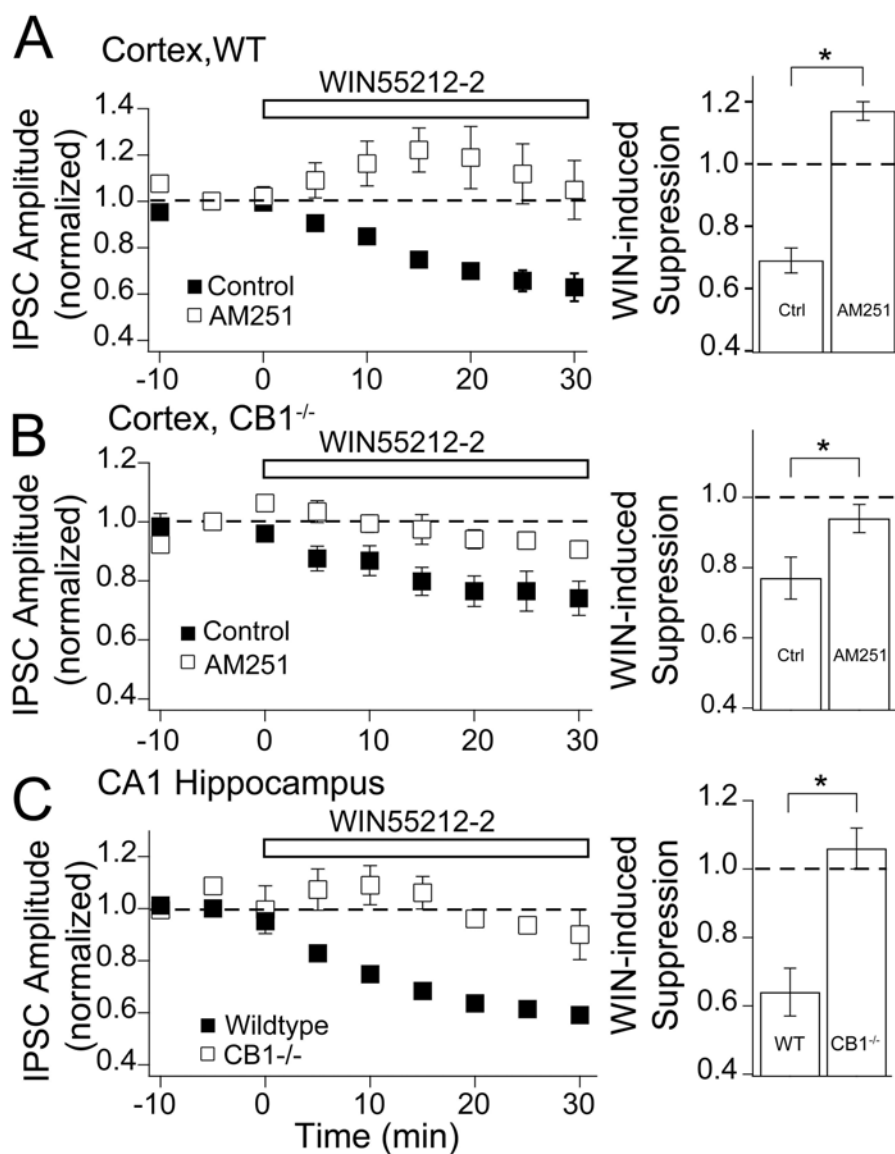 A
Cortex,WT
WIN55212-2
IPSC Amplitude
(normalized)
1.4
1.2
1.0
0.8
0.6
0.4
Control
AM251
-10
0
10
20
30
WIN-induced
Suppression
*
1.2
1.0
0.8
0.6
0.4
Ctrl
AM251
B
Cortex, CB1-/-
WIN55212-2
IPSC Amplitude
(normalized)
1.2
1.0
0.8
0.6
0.4
Control
AM251
-10
0
10
20
30
WIN-induced
Suppression
*
1.2
1.0
0.8
0.6
0.4
Ctrl
AM251
C
CA1 Hippocampus
WIN55212-2
IPSC Amplitude
(normalized)
1.2
1.0
0.8
0.6
0.4
Wildtype
CB1-/-
-10
0
10
20
30
Time (min)
WIN-induced
Suppression
*
1.2
1.0
0.8
0.6
0.4
WT
CB1-/-